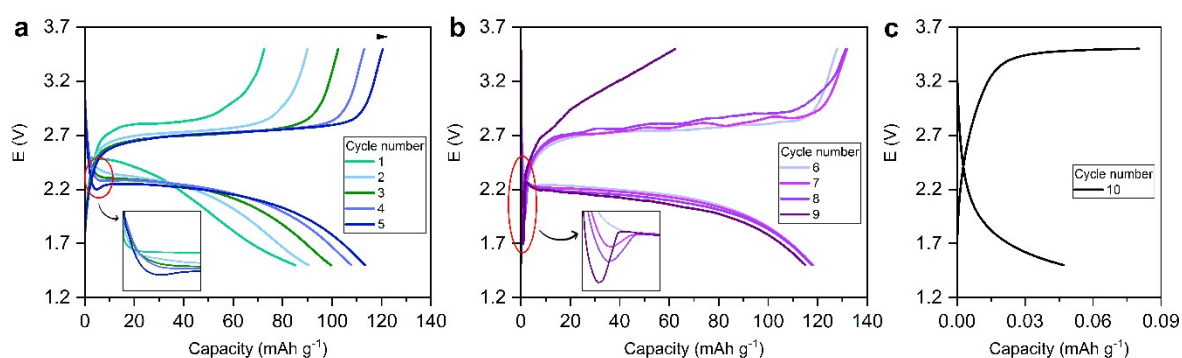 a
3.7
3.2
2.7
2.2
1.7
1.2
E (V)
0 20 40 60 80 100 120 140
Capacity (mAh g-1)
Cycle number
1
2
3
4
5
b
3.7
3.2
2.7
2.2
1.7
1.2
E (V)
0 20 40 60 80 100 120 140
Capacity (mAh g-1)
Cycle number
6
7
8
9
c
3.7
3.2
2.7
2.2
1.7
1.2
E (V)
0.00 0.03 0.06 0.09
Capacity (mAh g-1)
Cycle number
10